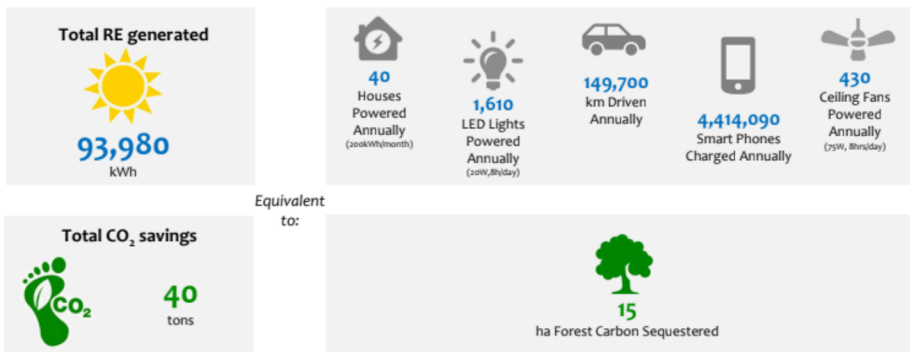 Total RE generated
93,980
kWh
40
Houses
Powered
Annually
(200kWh/month)
1,610
LED Lights
Powered
Annually
(20W,8h/day)
149,700
km Driven
Annually
4,414,090
Smart Phones
Charged Annually
430
Ceiling Fans
Powered
Annually
(75W, 8hrs/day)
Equivalent
to:
Total CO₂ savings
CO₂
40
tons
15
ha Forest Carbon Sequestered